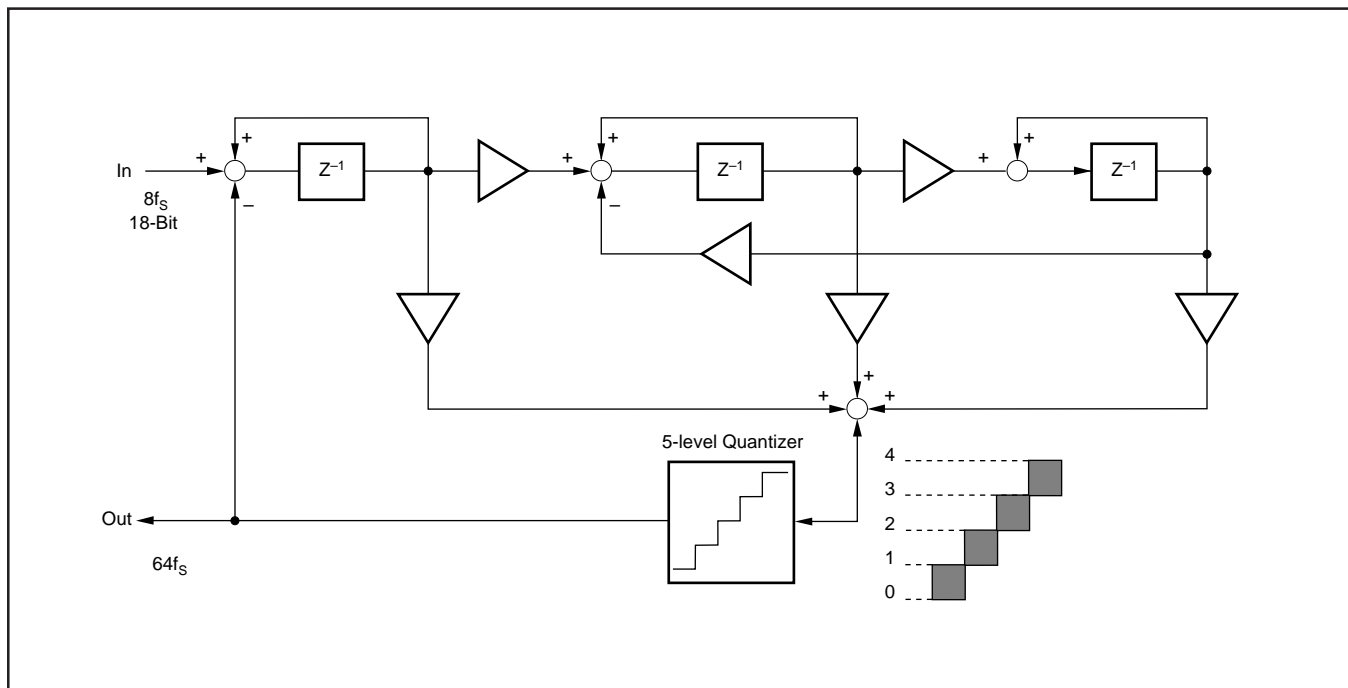 +
+
+
+
In
+
Z⁻¹
+
Z⁻¹
+
Z⁻¹
–
–
8fS
18-Bit
+
+
+
5-level Quantizer
4
3
2
1
0
Out
64fS